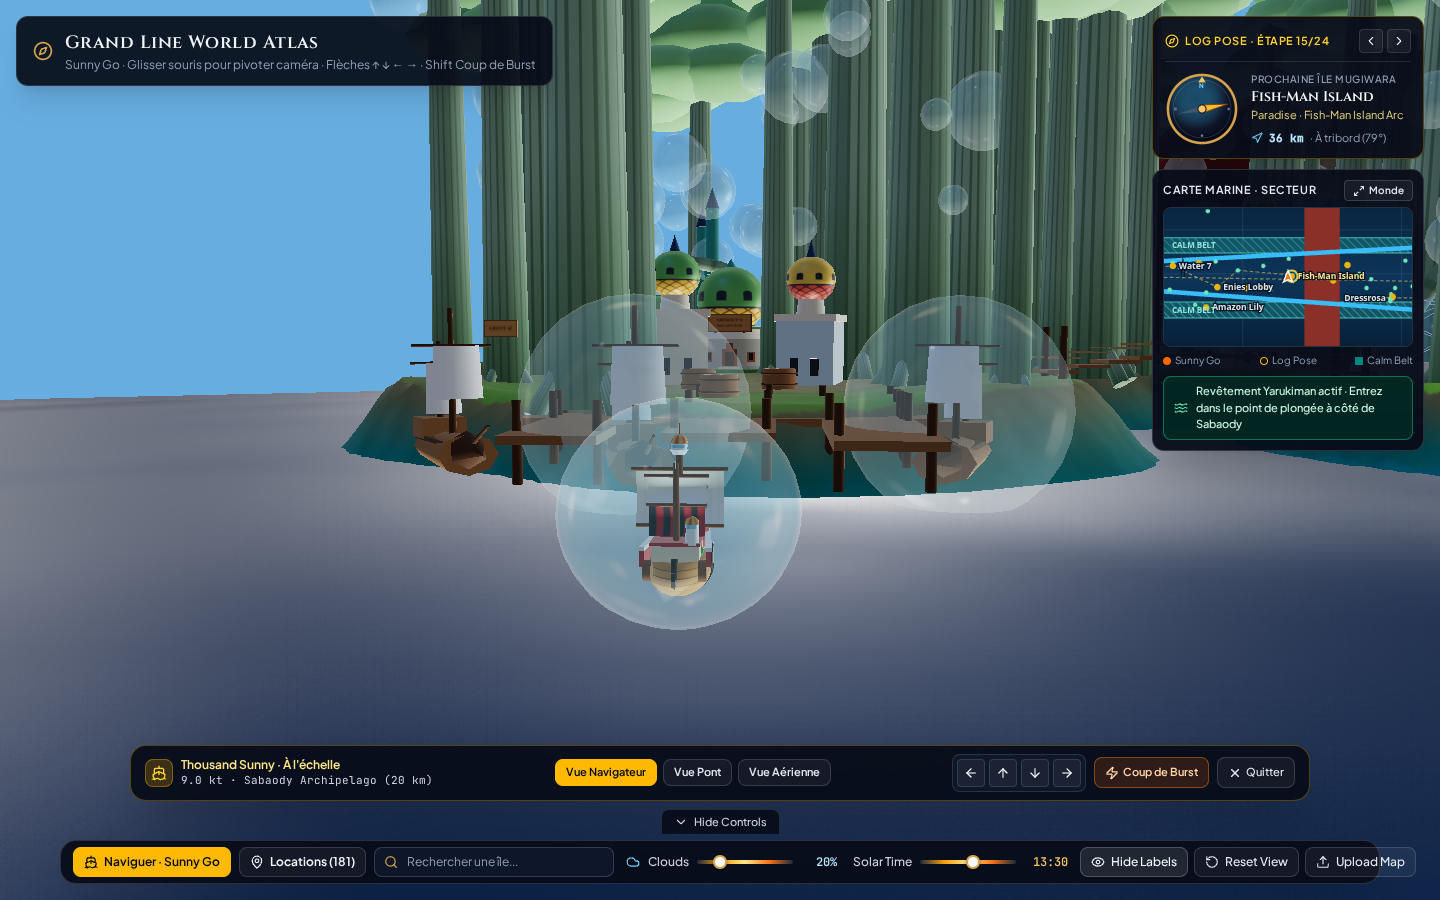 Grand Line World Atlas
Sunny Go · Glisser souris pour pivoter caméra · Flèches ↑ ↓ ← → · Shift Coup de Burst
LOG POSE · ÉTAPE 15/24
N
PROCHAINE ÎLE MUGIWARA
Fish-Man Island
Paradise · Fish-Man Island Arc
36 km · À tribord (79°)
CARTE MARINE · SECTEUR
Monde
CALM BELT
Water 7
Fish-Man Island
Enies Lobby
Dressrosa
CALM BELT
Amazon Lily
Sunny Go
Log Pose
Calm Belt
Revêtement Yarukiman actif · Entrez
dans le point de plongée à côté de
Sabaody
Thousand Sunny · À l'échelle
9.0 kt · Sabaody Archipelago (20 km)
Vue Navigateur
Vue Pont
Vue Aérienne
← ↑ ↓ →
Coup de Burst
Quitter
Hide Controls
Naviguer · Sunny Go
Locations (181)
Rechercher une île...
Clouds
20%
Solar Time
13:30
Hide Labels
Reset View
Upload Map